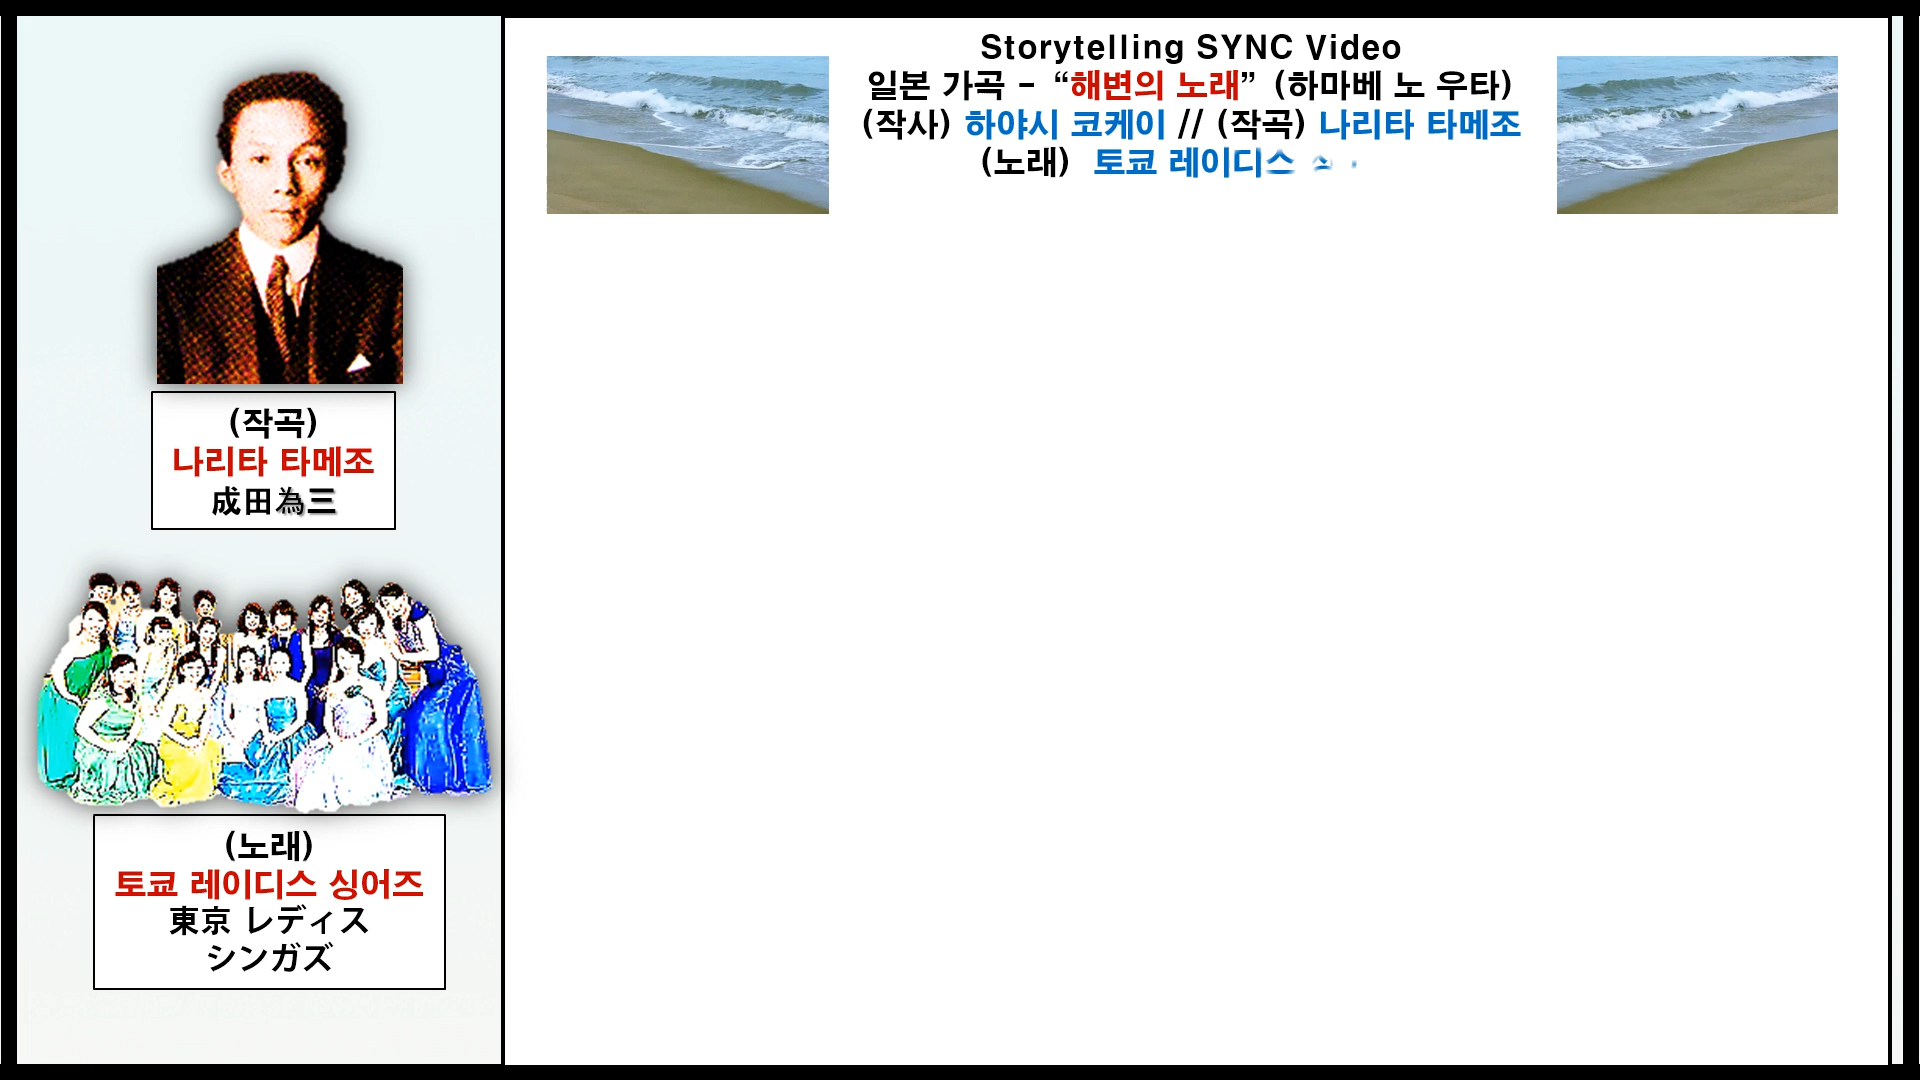 Storytelling SYNC Video
일본 가곡 - “해변의 노래” (하마베 노 우타)
(작사) 하야시 코케이 // (작곡) 나리타 타메조
(노래) 토쿄 레이디스
(작곡)
나리타 타메조
成田為三
(노래)
토쿄 레이디스 싱어즈
東京 レディス
シンガズ